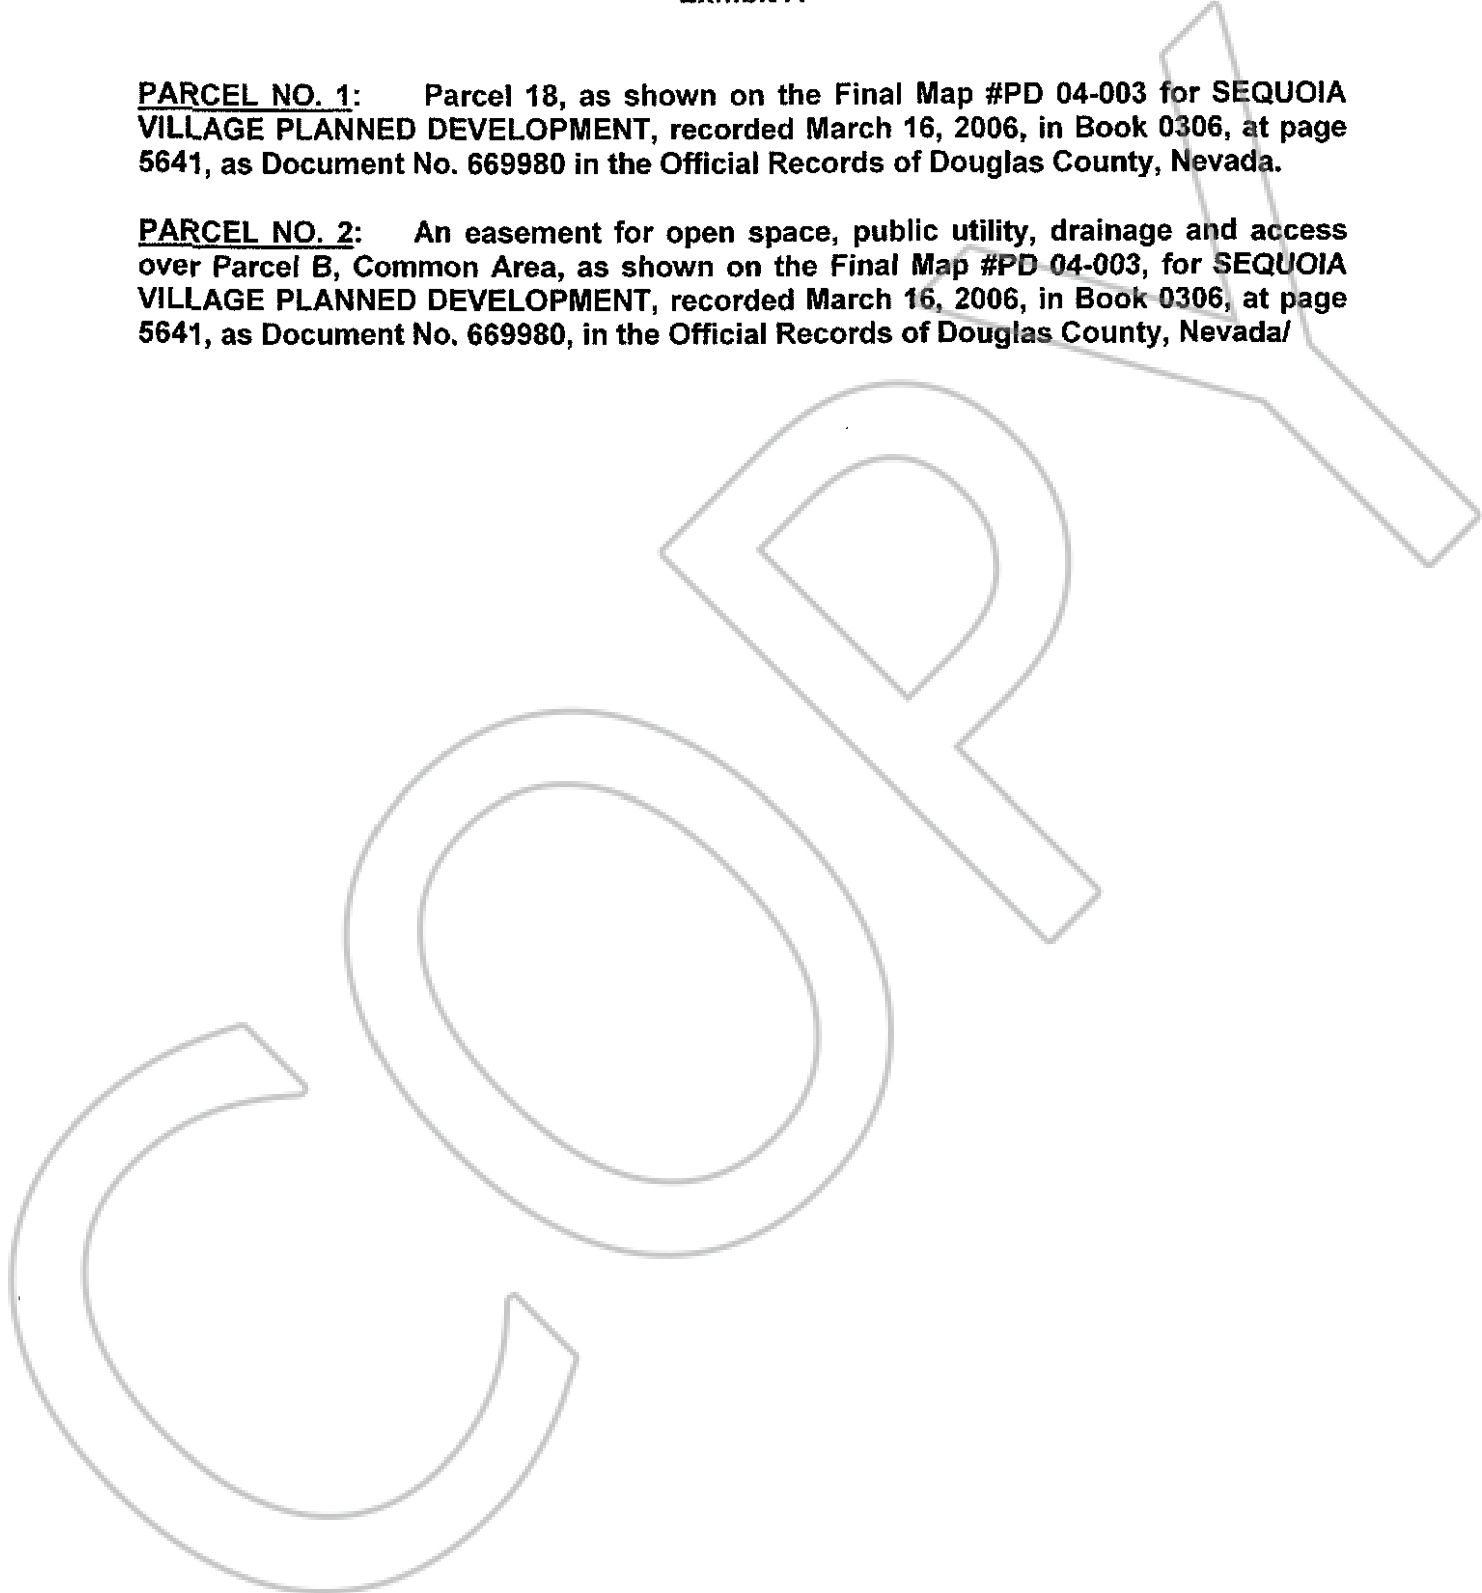 PARCEL NO. 1: Parcel 18, as shown on the Final Map #PD 04-003 for SEQUOIA
VILLAGE PLANNED DEVELOPMENT, recorded March 16, 2006, in Book 0306, at page
5641, as Document No. 669980 in the Official Records of Douglas County, Nevada.
PARCEL NO. 2: An easement for open space, public utility, drainage and access
over Parcel B, Common Area, as shown on the Final Map #PD 04-003, for SEQUOIA
VILLAGE PLANNED DEVELOPMENT, recorded March 16, 2006, in Book 0306, at page
5641, as Document No. 669980, in the Official Records of Douglas County, Nevada/
COPY